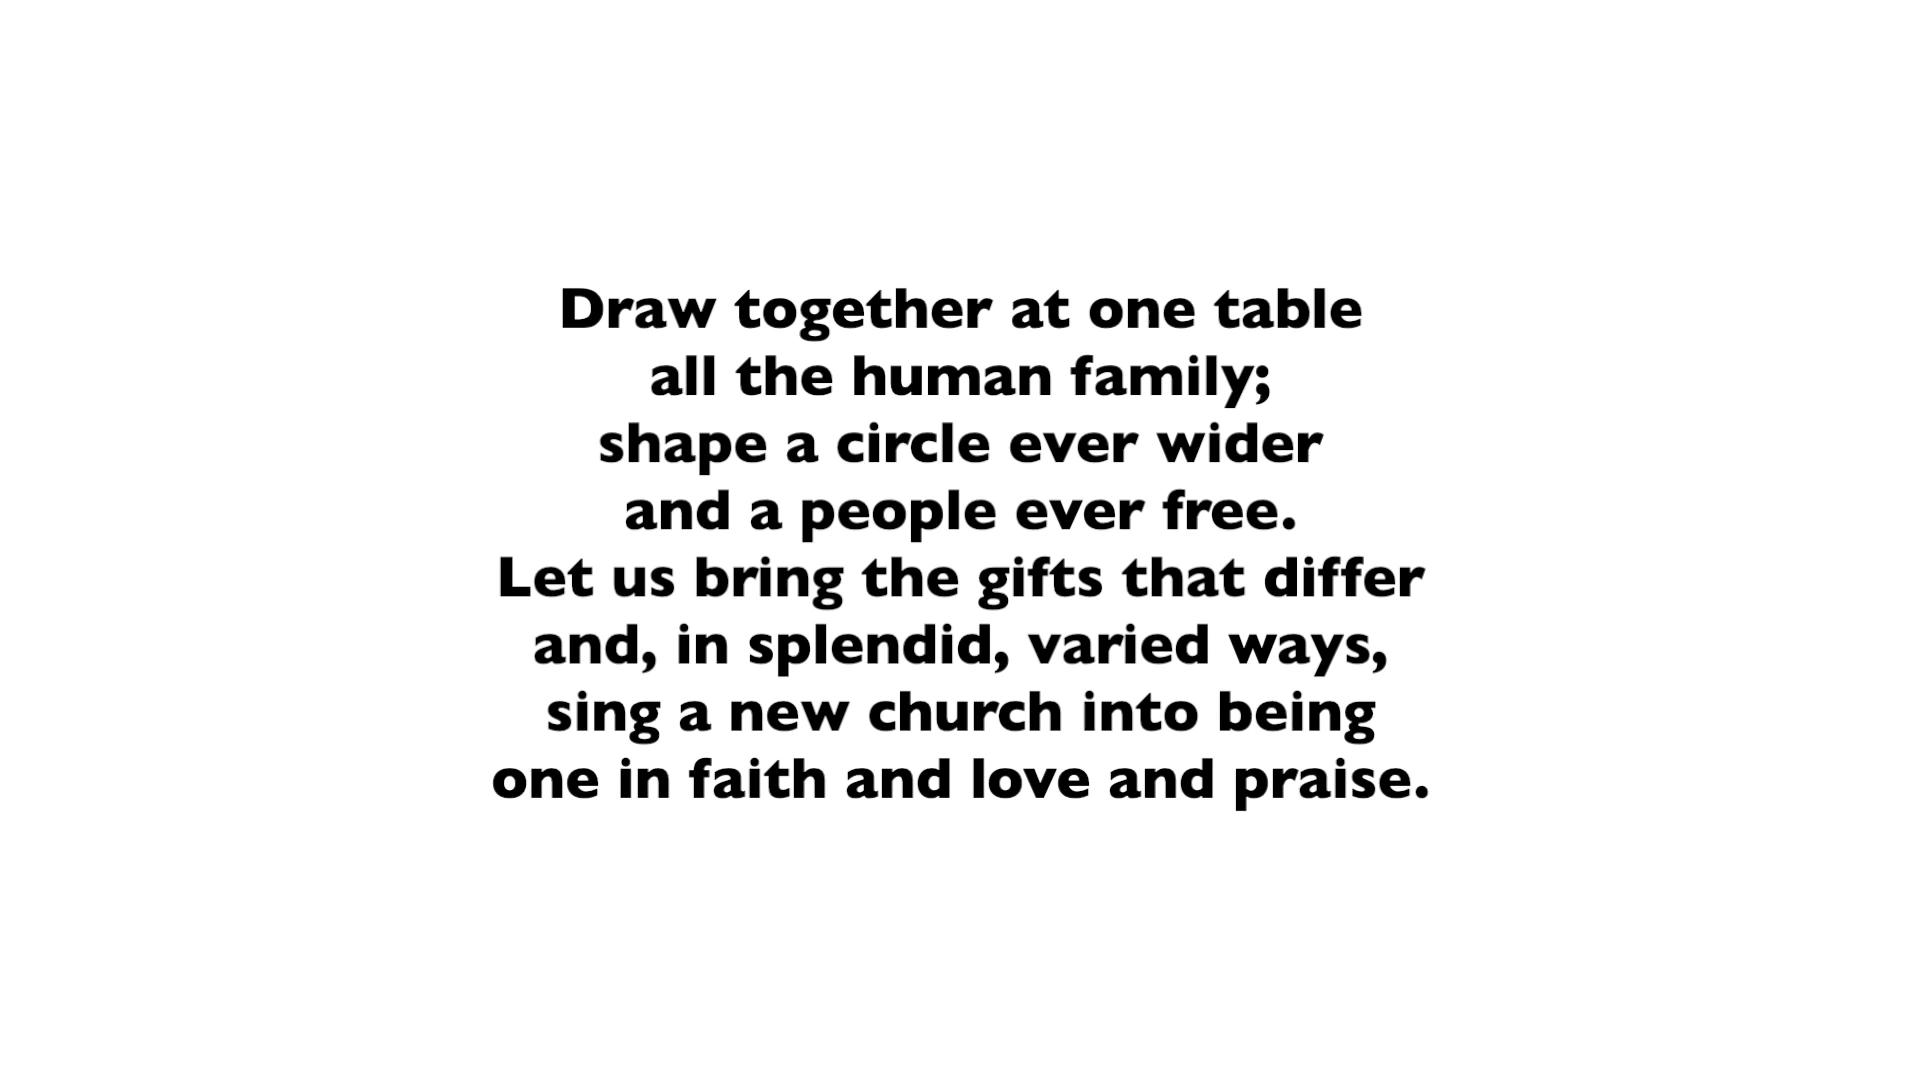 Draw together at one table
all the human family;
shape a circle ever wider
and a people ever free.
Let us bring the gifts that differ
and, in splendid, varied ways,
sing a new church into being
one in faith and love and praise.